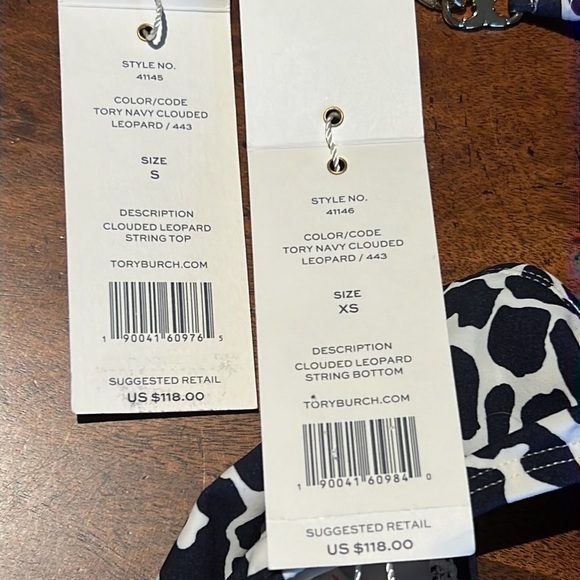 STYLE NO.
41145
COLOR/CODE
TORY NAVY CLOUDED
LEOPARD / 443
SIZE
S
DESCRIPTION
CLOUDED LEOPARD
STRING TOP
TORYBURCH.COM
1 90041 60976 5
SUGGESTED RETAIL
US $118.00
STYLE NO.
41146
COLOR/CODE
TORY NAVY CLOUDED
LEOPARD / 443
SIZE
XS
DESCRIPTION
CLOUDED LEOPARD
STRING BOTTOM
TORYBURCH.COM
1 90041 60984 0
SUGGESTED RETAIL
US $118.00